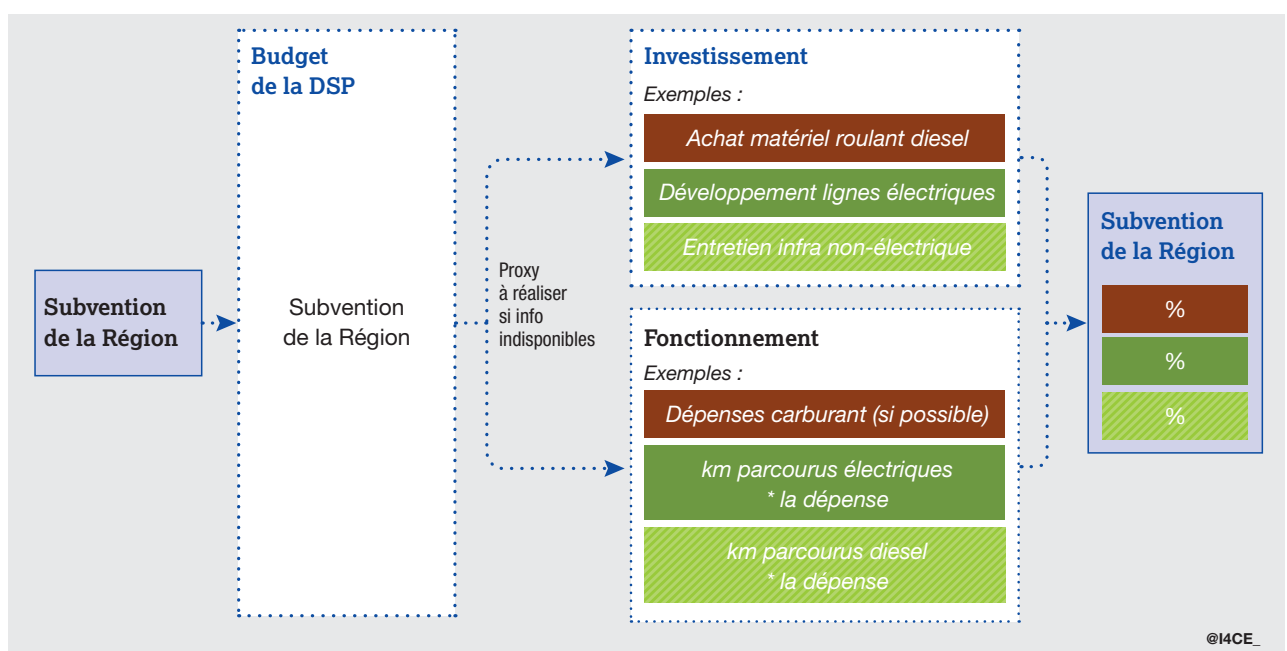 Subvention
de la Région
Budget
de la DSP
Subvention
de la Région
Proxy
à réaliser
si info
indisponibles
Investissement
Exemples :
Achat matériel roulant diesel
Développement lignes électriques
Entretien infra non-électrique
Fonctionnement
Exemples :
Dépenses carburant (si possible)
km parcourus électriques
* la dépense
km parcourus diesel
* la dépense
Subvention
de la Région
%
%
%
@I4CE_